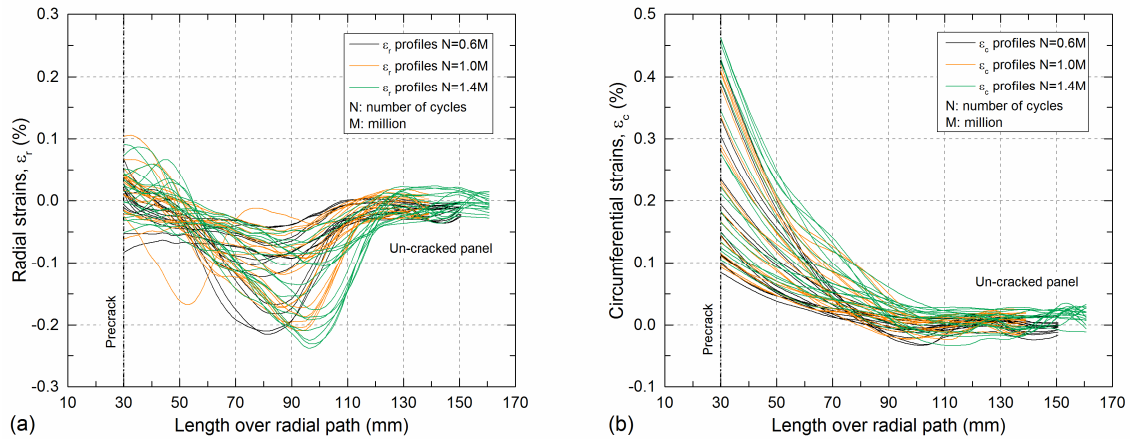 0.3
0.2
0.1
0.0
-0.1
-0.2
-0.3
Radial strains, εr (%)
εr profiles N=0.6M
εr profiles N=1.0M
εr profiles N=1.4M
N: number of cycles
M: million
Un-cracked panel
Precrack
10 30 50 70 90 110 130 150 170
(a) Length over radial path (mm)
0.5
0.4
0.3
0.2
0.1
0.0
-0.1
Circumferential strains, εc (%)
εc profiles N=0.6M
εc profiles N=1.0M
εc profiles N=1.4M
N: number of cycles
M: million
Un-cracked panel
Precrack
10 30 50 70 90 110 130 150 170
(b) Length over radial path (mm)